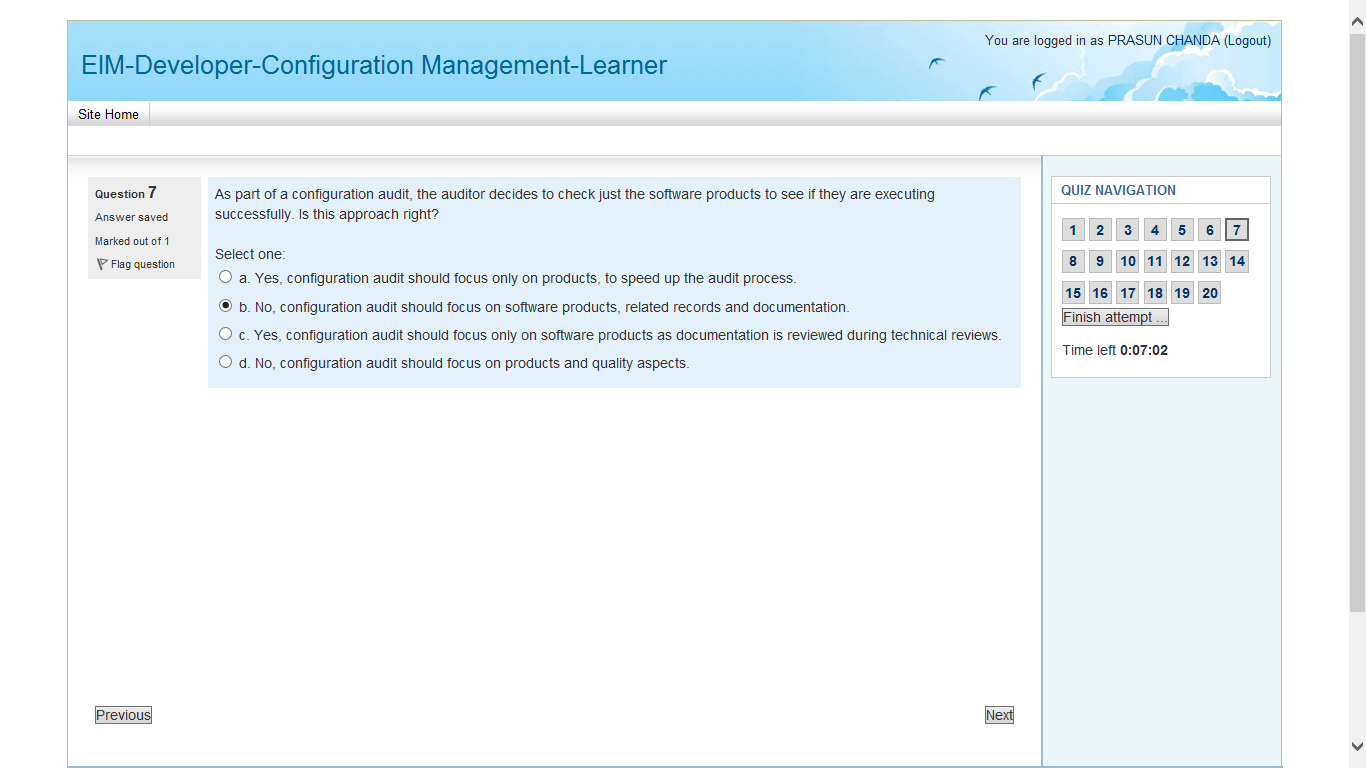 You are logged in as PRASUN CHANDA (Logout)
EIM-Developer-Configuration Management-Learner
Site Home
Question 7
Answer saved
Marked out of 1
Flag question
As part of a configuration audit, the auditor decides to check just the software products to see if they are executing
successfully. Is this approach right?
Select one:
a. Yes, configuration audit should focus only on products, to speed up the audit process.
b. No, configuration audit should focus on software products, related records and documentation.
c. Yes, configuration audit should focus only on software products as documentation is reviewed during technical reviews.
d. No, configuration audit should focus on products and quality aspects.
Previous
Next
QUIZ NAVIGATION
1 2 3 4 5 6 7
8 9 10 11 12 13 14
15 16 17 18 19 20
Finish attempt ...
Time left 0:07:02